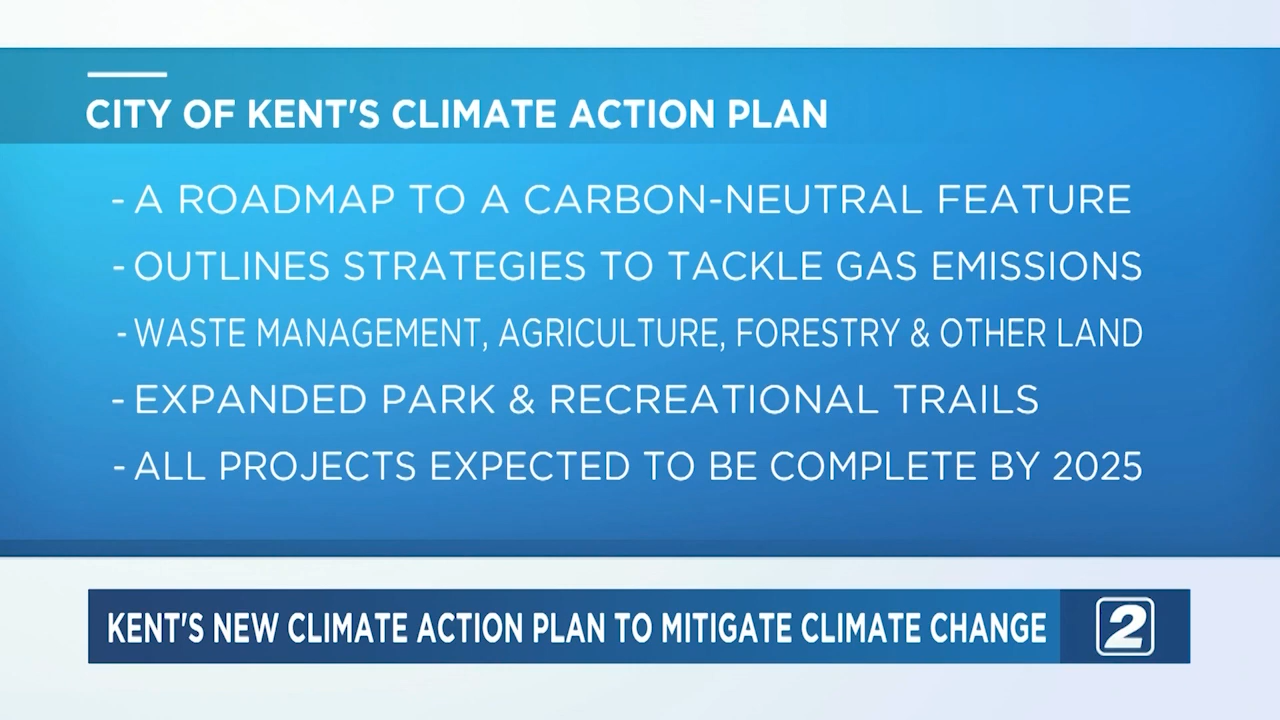 CITY OF KENT'S CLIMATE ACTION PLAN
- A ROADMAP TO A CARBON-NEUTRAL FEATURE
- OUTLINES STRATEGIES TO TACKLE GAS EMISSIONS
- WASTE MANAGEMENT, AGRICULTURE, FORESTRY & OTHER LAND
- EXPANDED PARK & RECREATIONAL TRAILS
- ALL PROJECTS EXPECTED TO BE COMPLETE BY 2025
KENT'S NEW CLIMATE ACTION PLAN TO MITIGATE CLIMATE CHANGE
2